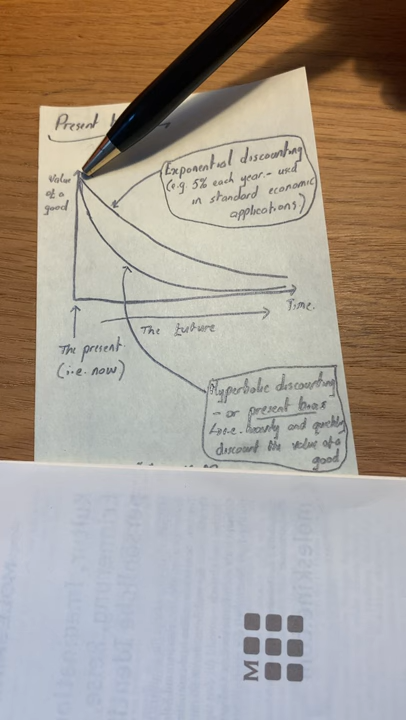 Present
Value
of a
good
Exponential discounting
(e.g. 5% each year - used
in standard economic
applications)
Time.
The future
The present
(i.e. now)
Hyperbolic discounting
- or present bias
i.e. heavily and quickly
discount the value of a
good
M